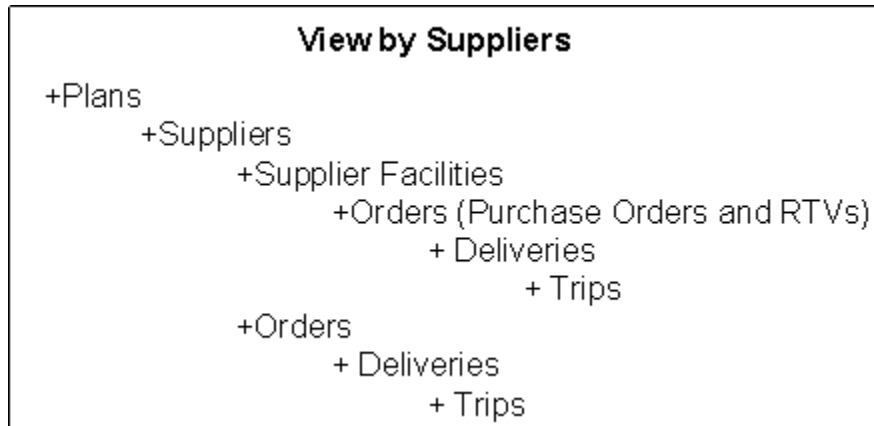 View by Suppliers
+Plans
+Suppliers
+Supplier Facilities
+Orders (Purchase Orders and RTVs)
+ Deliveries
+ Trips
+Orders
+ Deliveries
+ Trips